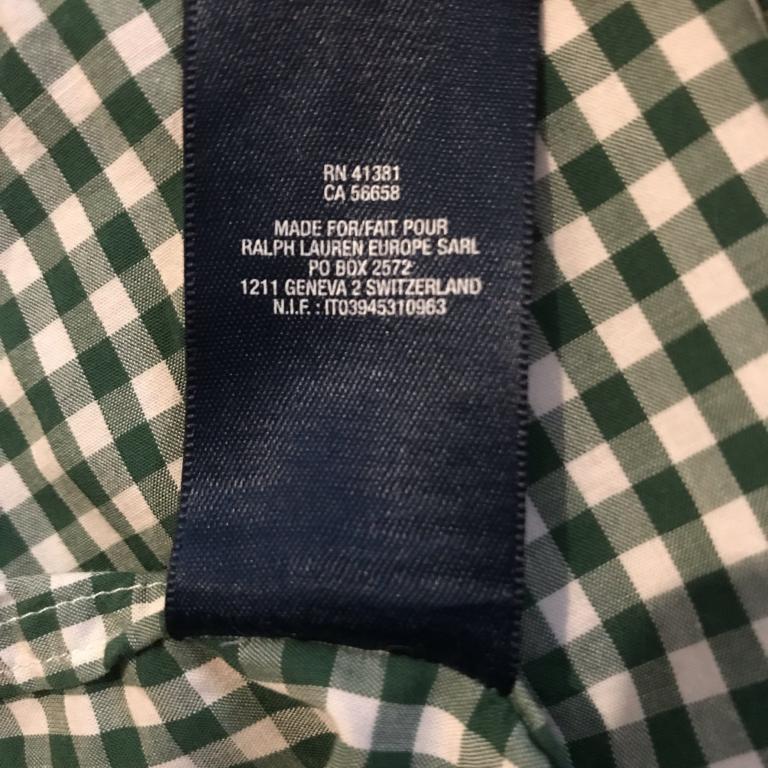 RN 41381
CA 56658
MADE FOR/FAIT POUR
RALPH LAUREN EUROPE SARL
PO BOX 2572
1211 GENEVA 2 SWITZERLAND
N.I.F. : IT03945310963